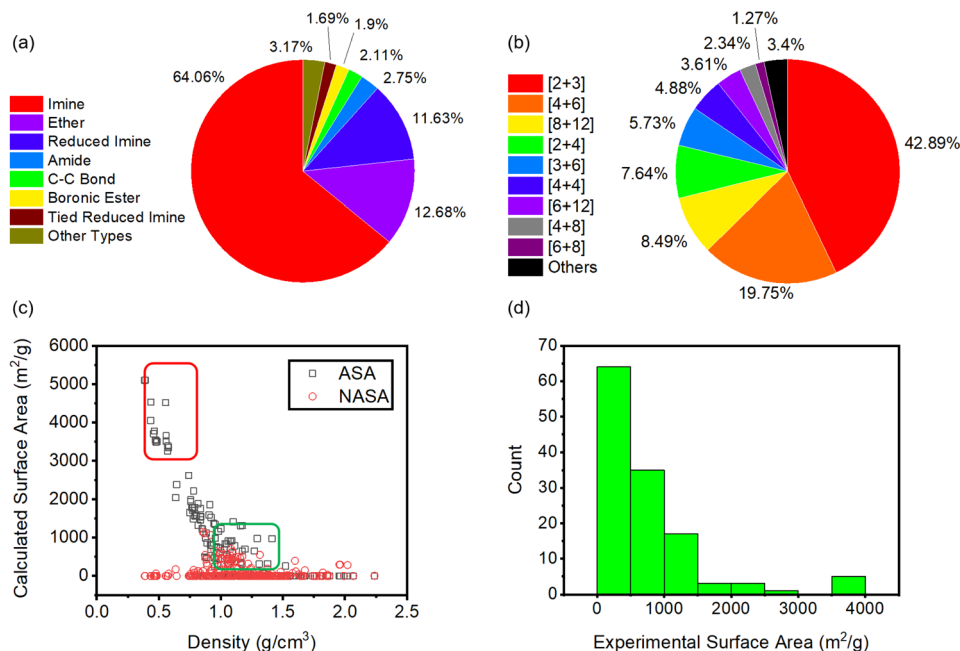 (a)
1.69%
1.9%
3.17%
2.11%
64.06%
2.75%
11.63%
12.68%
Imine
Ether
Reduced Imine
Amide
C-C Bond
Boronic Ester
Tied Reduced Imine
Other Types
(b)
1.27%
2.34%
3.4%
3.61%
4.88%
5.73%
42.89%
7.64%
8.49%
19.75%
[2+3]
[4+6]
[8+12]
[2+4]
[3+6]
[4+4]
[6+12]
[4+8]
[6+8]
Others
(c)
6000
5000
4000
3000
2000
1000
0
Calculated Surface Area (m²/g)
ASA
NASA
0.0 0.5 1.0 1.5 2.0 2.5
Density (g/cm³)
(d)
70
60
50
40
30
20
10
0
Count
0 1000 2000 3000 4000
Experimental Surface Area (m²/g)